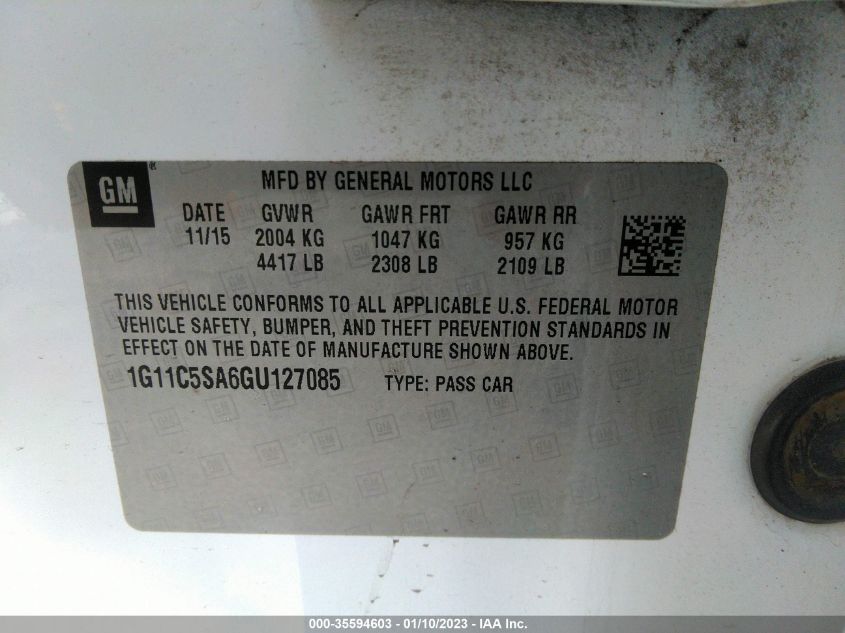 GM
®
MFD BY GENERAL MOTORS LLC
DATE GVWR GAWR FRT GAWR RR
11/15 2004 KG 1047 KG 957 KG
4417 LB 2308 LB 2109 LB
THIS VEHICLE CONFORMS TO ALL APPLICABLE U.S. FEDERAL MOTOR
VEHICLE SAFETY, BUMPER, AND THEFT PREVENTION STANDARDS IN
EFFECT ON THE DATE OF MANUFACTURE SHOWN ABOVE.
1G11C5SA6GU127085 TYPE: PASS CAR
000-35594603 - 01/10/2023 - IAA Inc.